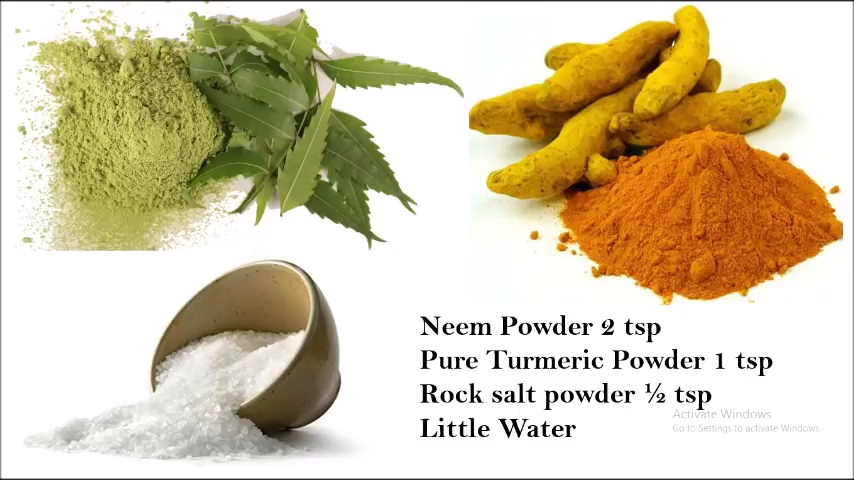 Neem Powder 2 tsp
Pure Turmeric Powder 1 tsp
Rock salt powder ½ tsp
Little Water
Activate Windows
Go to Settings to activate Windows.